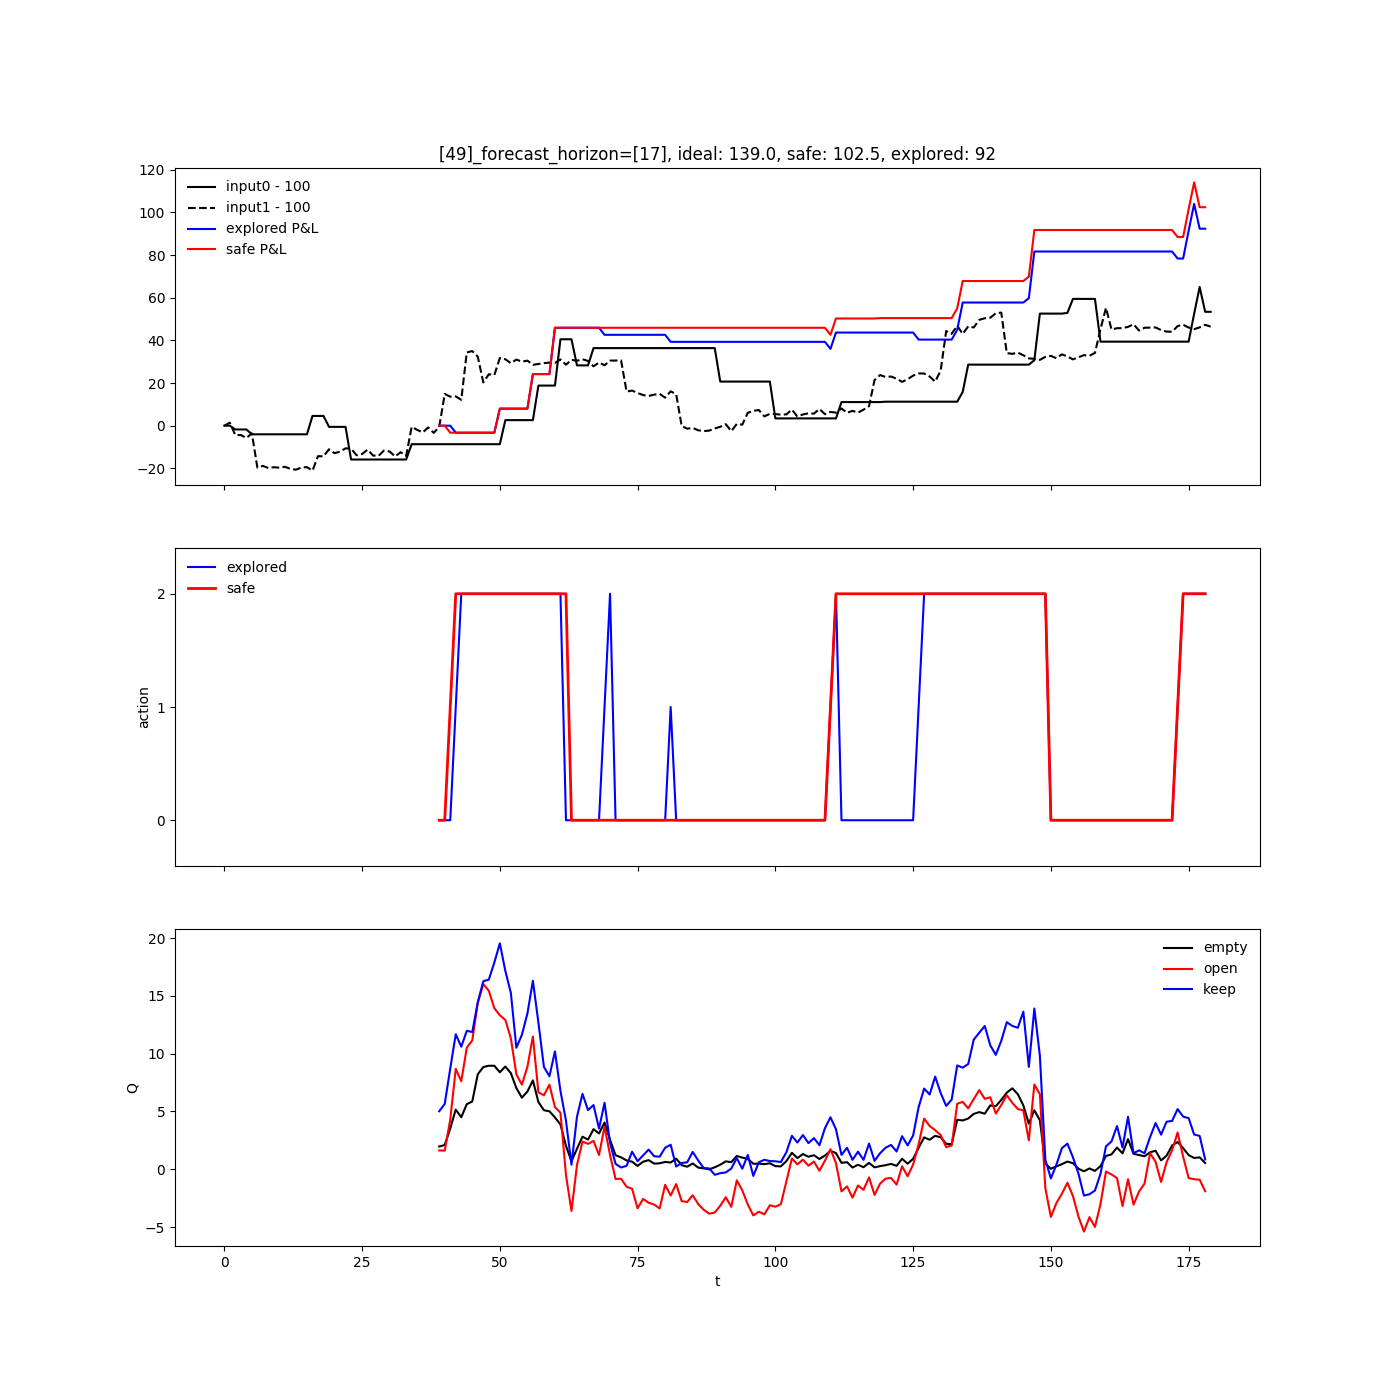 [49]_forecast_horizon=[17], ideal: 139.0, safe: 102.5, explored: 92
120
100
80
60
40
20
0
−20
input0 - 100
input1 - 100
explored P&L
safe P&L
2
1
0
action
explored
safe
20
15
10
5
0
−5
Q
empty
open
keep
0 25 50 75 100 125 150 175
t